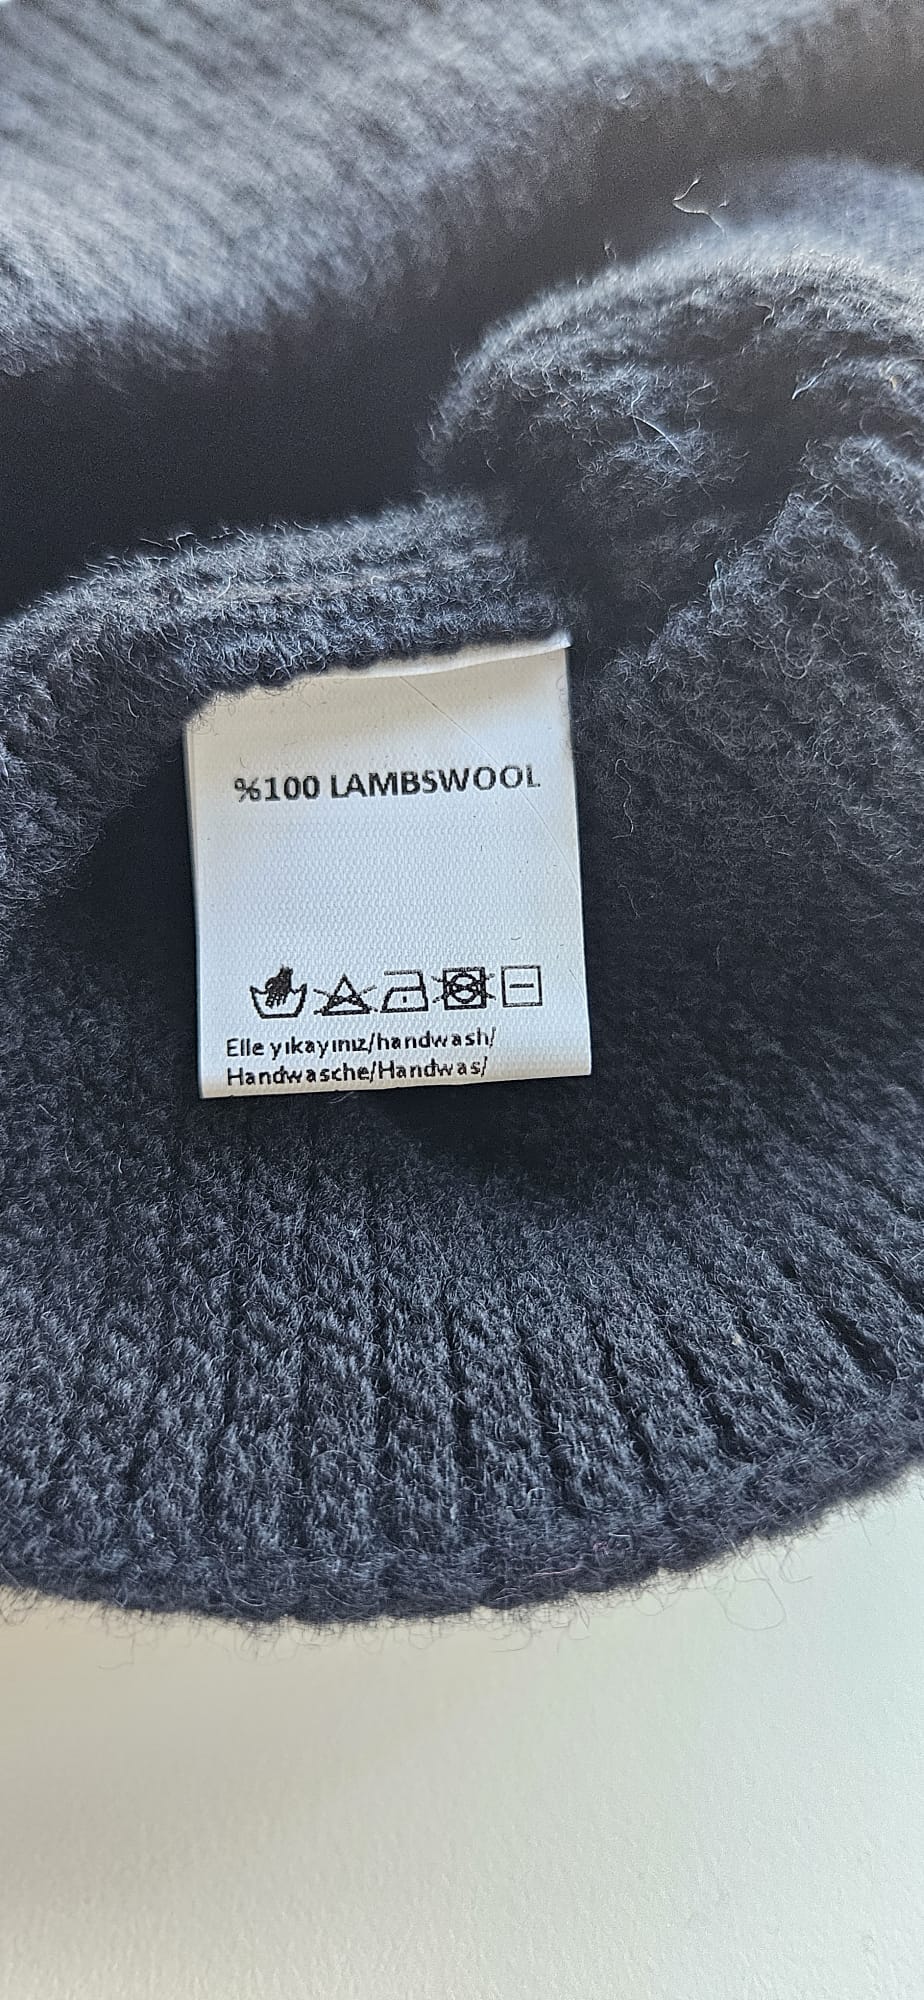 %100 LAMBSWOOL
Elle yıkayınız/handwash/
Handwasche/Handwas/